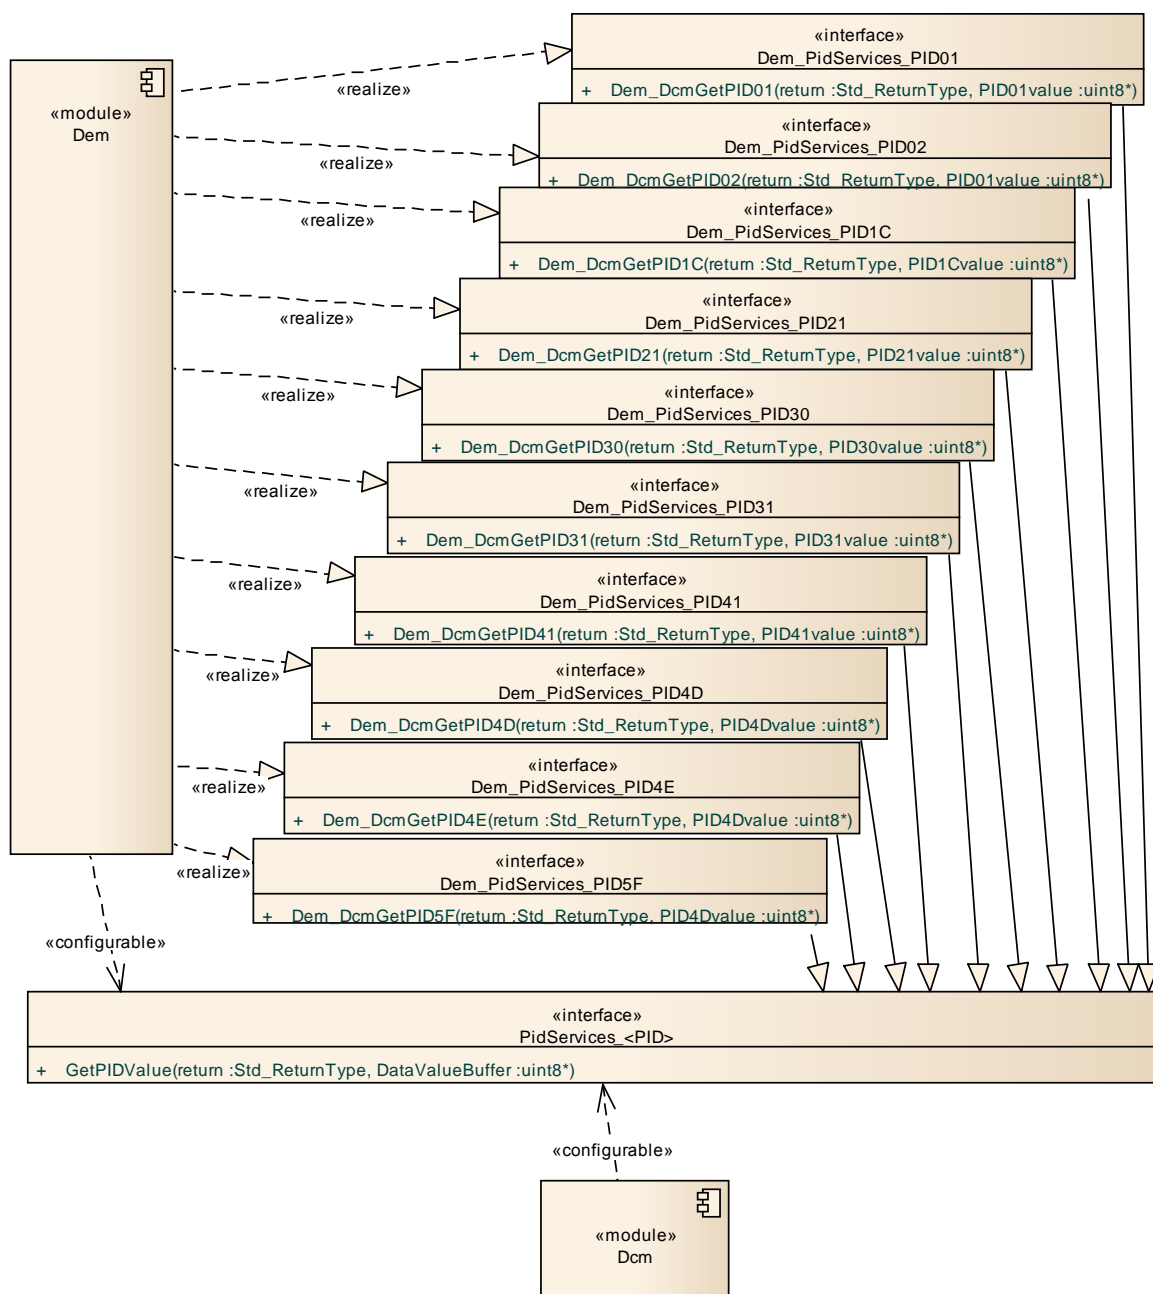 «interface»
Dem_PidServices_PID01
+ Dem_DcmGetPID01(return :Std_ReturnType, PID01value :uint8*)
«realize»
«module»
Dem
«interface»
Dem_PidServices_PID02
+ Dem_DcmGetPID02(return :Std_ReturnType, PID01value :uint8*)
«realize»
«interface»
Dem_PidServices_PID1C
+ Dem_DcmGetPID1C(return :Std_ReturnType, PID1Cvalue :uint8*)
«realize»
«interface»
Dem_PidServices_PID21
+ Dem_DcmGetPID21(return :Std_ReturnType, PID21value :uint8*)
«realize»
«interface»
Dem_PidServices_PID30
+ Dem_DcmGetPID30(return :Std_ReturnType, PID30value :uint8*)
«realize»
«interface»
Dem_PidServices_PID31
+ Dem_DcmGetPID31(return :Std_ReturnType, PID31value :uint8*)
«realize»
«interface»
Dem_PidServices_PID41
+ Dem_DcmGetPID41(return :Std_ReturnType, PID41value :uint8*)
«realize»
«interface»
Dem_PidServices_PID4D
+ Dem_DcmGetPID4D(return :Std_ReturnType, PID4Dvalue :uint8*)
«realize»
«interface»
Dem_PidServices_PID4E
+ Dem_DcmGetPID4E(return :Std_ReturnType, PID4Dvalue :uint8*)
«realize»
«interface»
Dem_PidServices_PID5F
+ Dem_DcmGetPID5F(return :Std_ReturnType, PID4Dvalue :uint8*)
«realize»
«configurable»
«interface»
PidServices_<PID>
+ GetPIDValue(return :Std_ReturnType, DataValueBuffer :uint8*)
«configurable»
«module»
Dcm